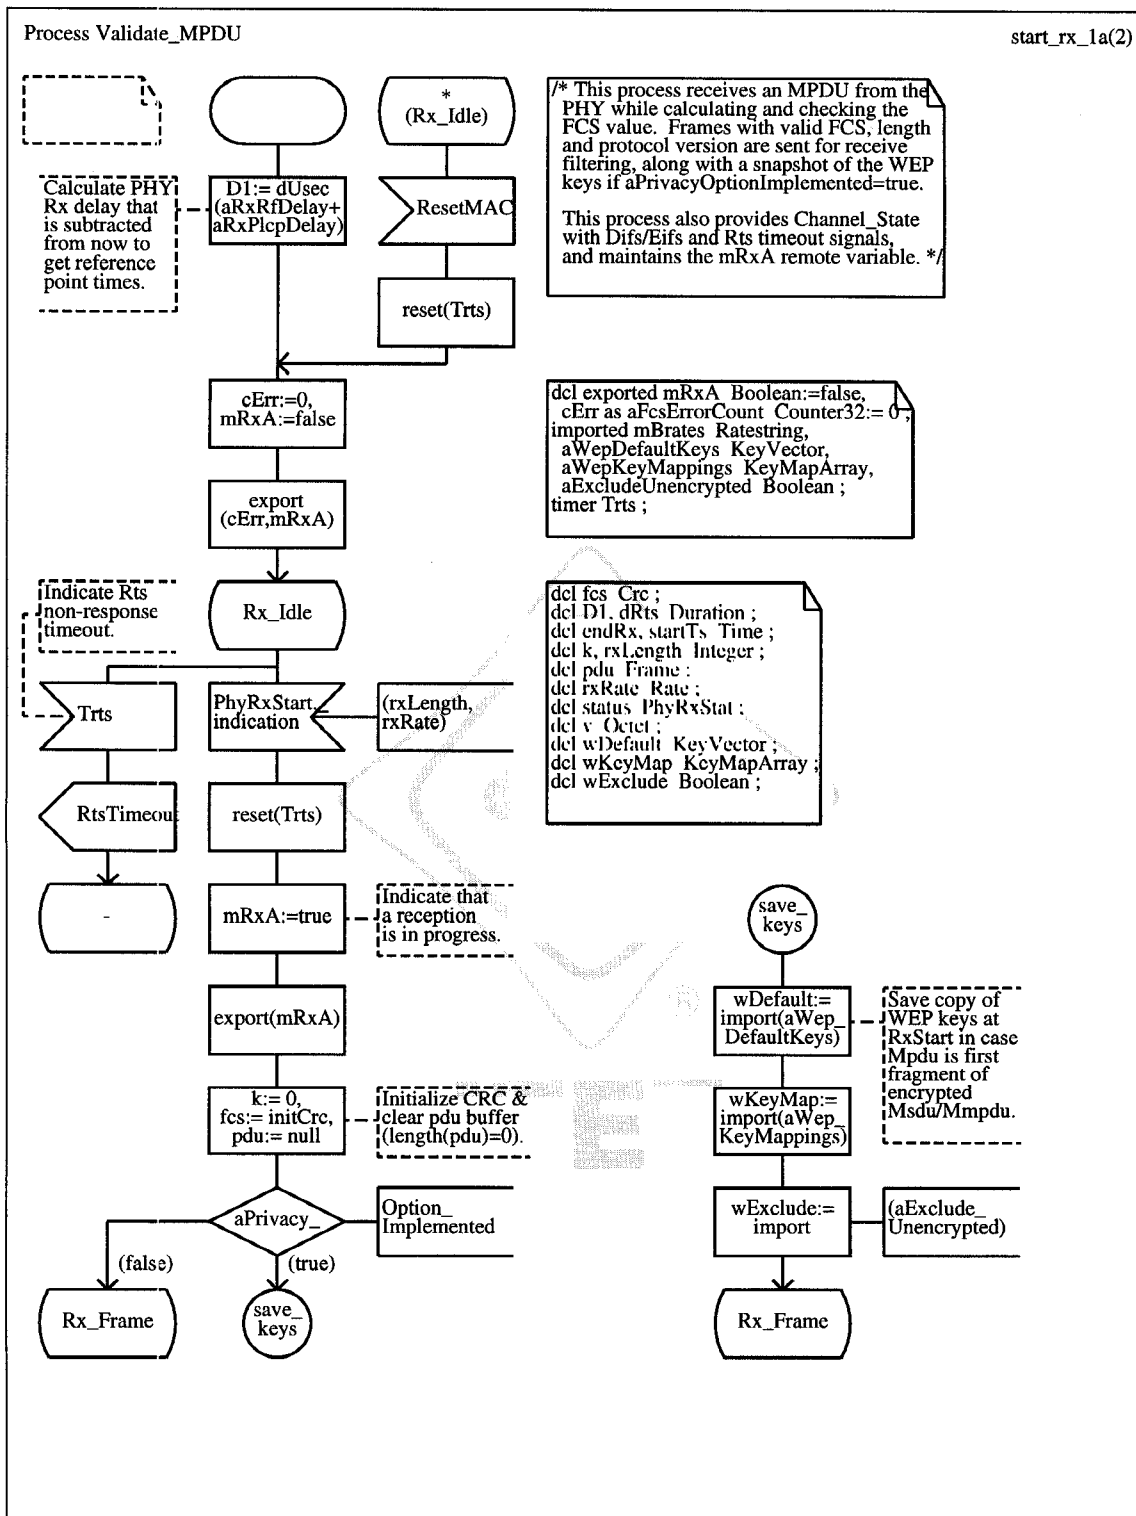 Process Validate_MPDU
start_rx_1a(2)
*
(Rx_Idle)
/* This process receives an MPDU from the
PHY while calculating and checking the
FCS value. Frames with valid FCS, length
and protocol version are sent for receive
filtering, along with a snapshot of the WEP
keys if aPrivacyOptionImplemented=true.
This process also provides Channel_State
with Difs/Eifs and Rts timeout signals,
and maintains the mRxA remote variable. */
Calculate PHY
Rx delay that
is subtracted
from now to
get reference
point times.
D1:= dUsec
(aRxRfDelay+
aRxPlcpDelay)
ResetMAC
reset(Trts)
cErr:=0,
mRxA:=false
export
(cErr,mRxA)
dcl exported mRxA Boolean:=false,
cErr as aFcsErrorCount Counter32:= 0 ;
imported mBrates Ratestring,
aWepDefaultKeys KeyVector,
aWepKeyMappings KeyMapArray,
aExcludeUnencrypted Boolean ;
timer Trts ;
Indicate Rts
non-response
timeout.
Rx_Idle
dcl fcs Crc ;
dcl D1, dRts Duration ;
dcl endRx, startTs Time ;
dcl k, rxLength Integer ;
dcl pdu Frame ;
dcl rxRate Rate ;
dcl status PhyRxStat ;
dcl v Octet ;
dcl wDefault KeyVector ;
dcl wKeyMap KeyMapArray ;
dcl wExclude Boolean ;
Trts
PhyRxStart.
indication
(rxLength,
rxRate)
RtsTimeout
reset(Trts)
-
mRxA:=true
Indicate that
a reception
is in progress.
export(mRxA)
k:= 0,
fcs:= initCrc,
pdu:= null
Initialize CRC &
clear pdu buffer
(length(pdu)=0).
aPrivacy_
Option_
Implemented
(false)
(true)
Rx_Frame
save_
keys
save_
keys
wDefault:=
import(aWep_
DefaultKeys)
Save copy of
WEP keys at
RxStart in case
Mpdu is first
fragment of
encrypted
Msdu/Mmpdu.
wKeyMap:=
import(aWep_
KeyMappings)
wExclude:=
import
(aExclude_
Unencrypted)
Rx_Frame
®